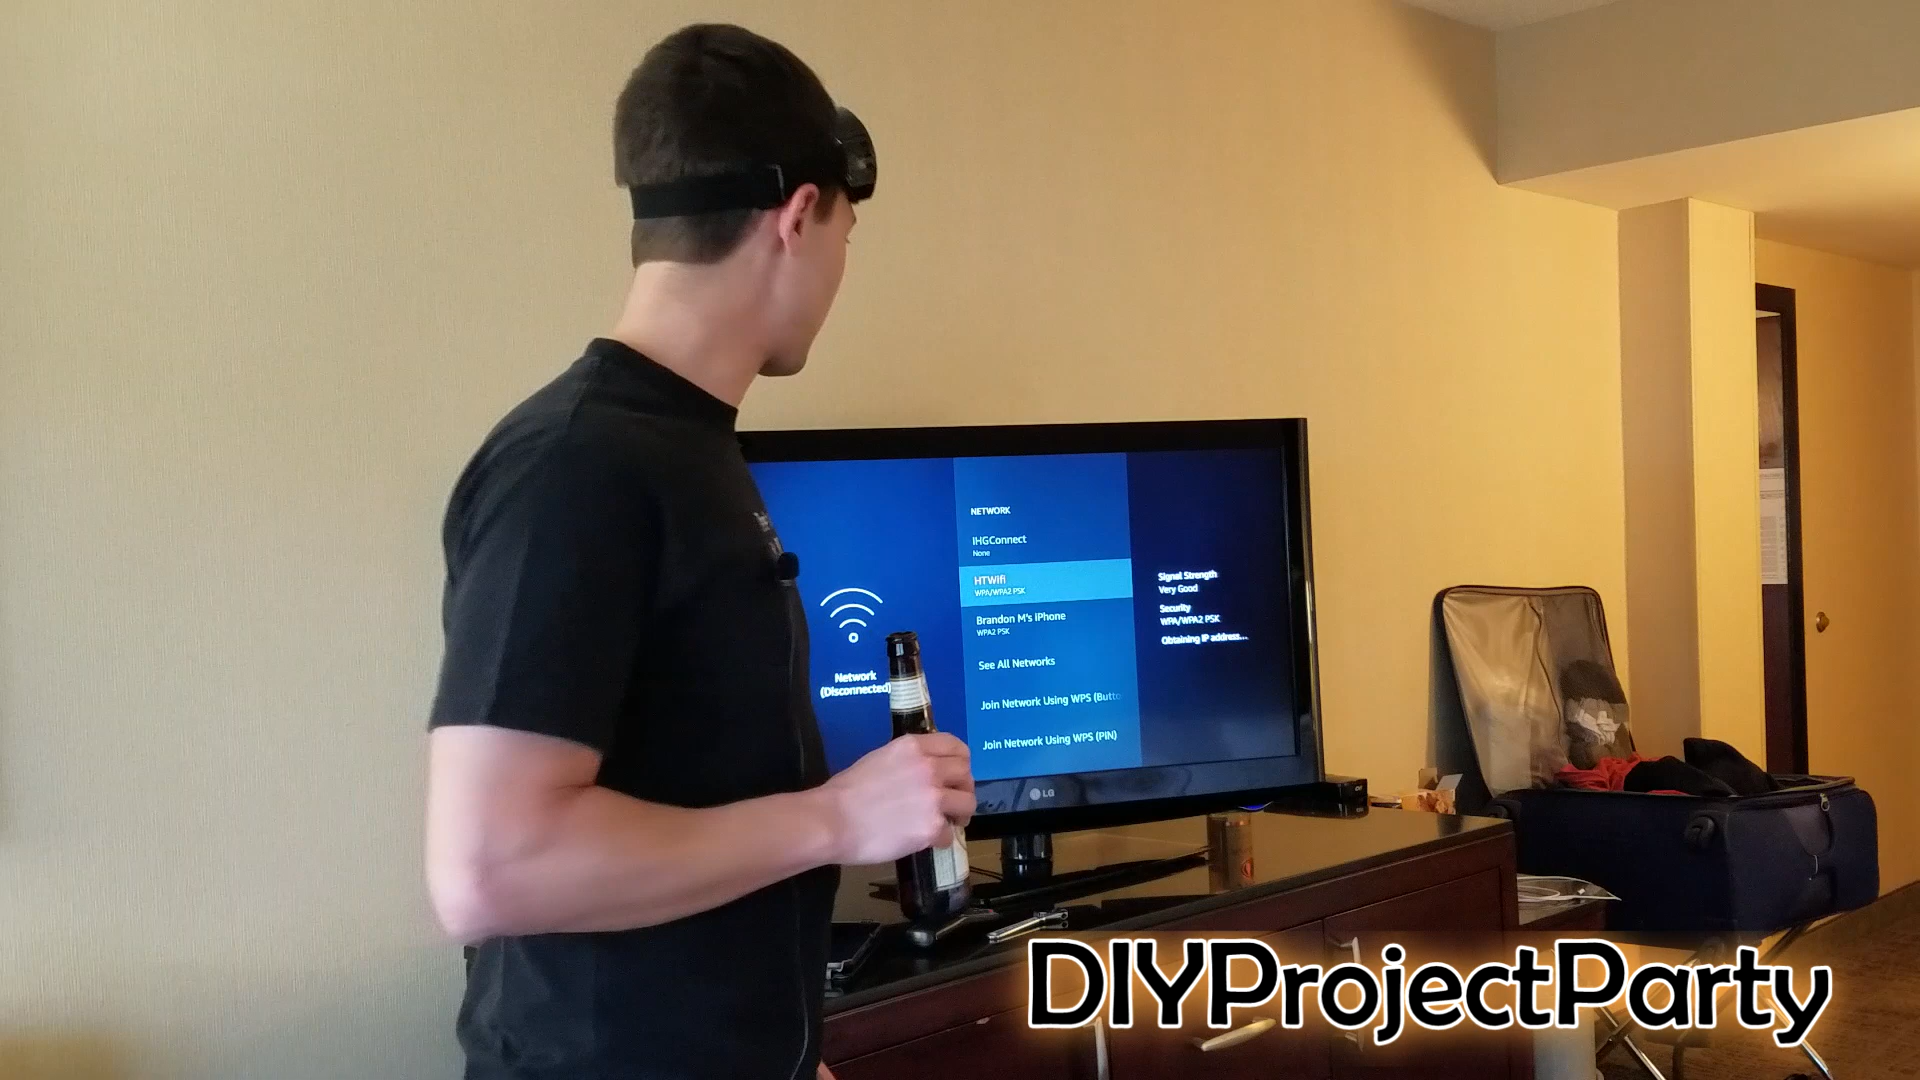 NETWORK
IHGConnect
None
HTWifi
WPA/WPA2 PSK
Brandon M's iPhone
WPA2 PSK
See All Networks
Join Network Using WPS (Butto
Join Network Using WPS (PIN)
Network
(Disconnected)
Signal Strength
Very Good
Security
WPA/WPA2 PSK
Obtaining IP address...
LG
DIYProjectParty